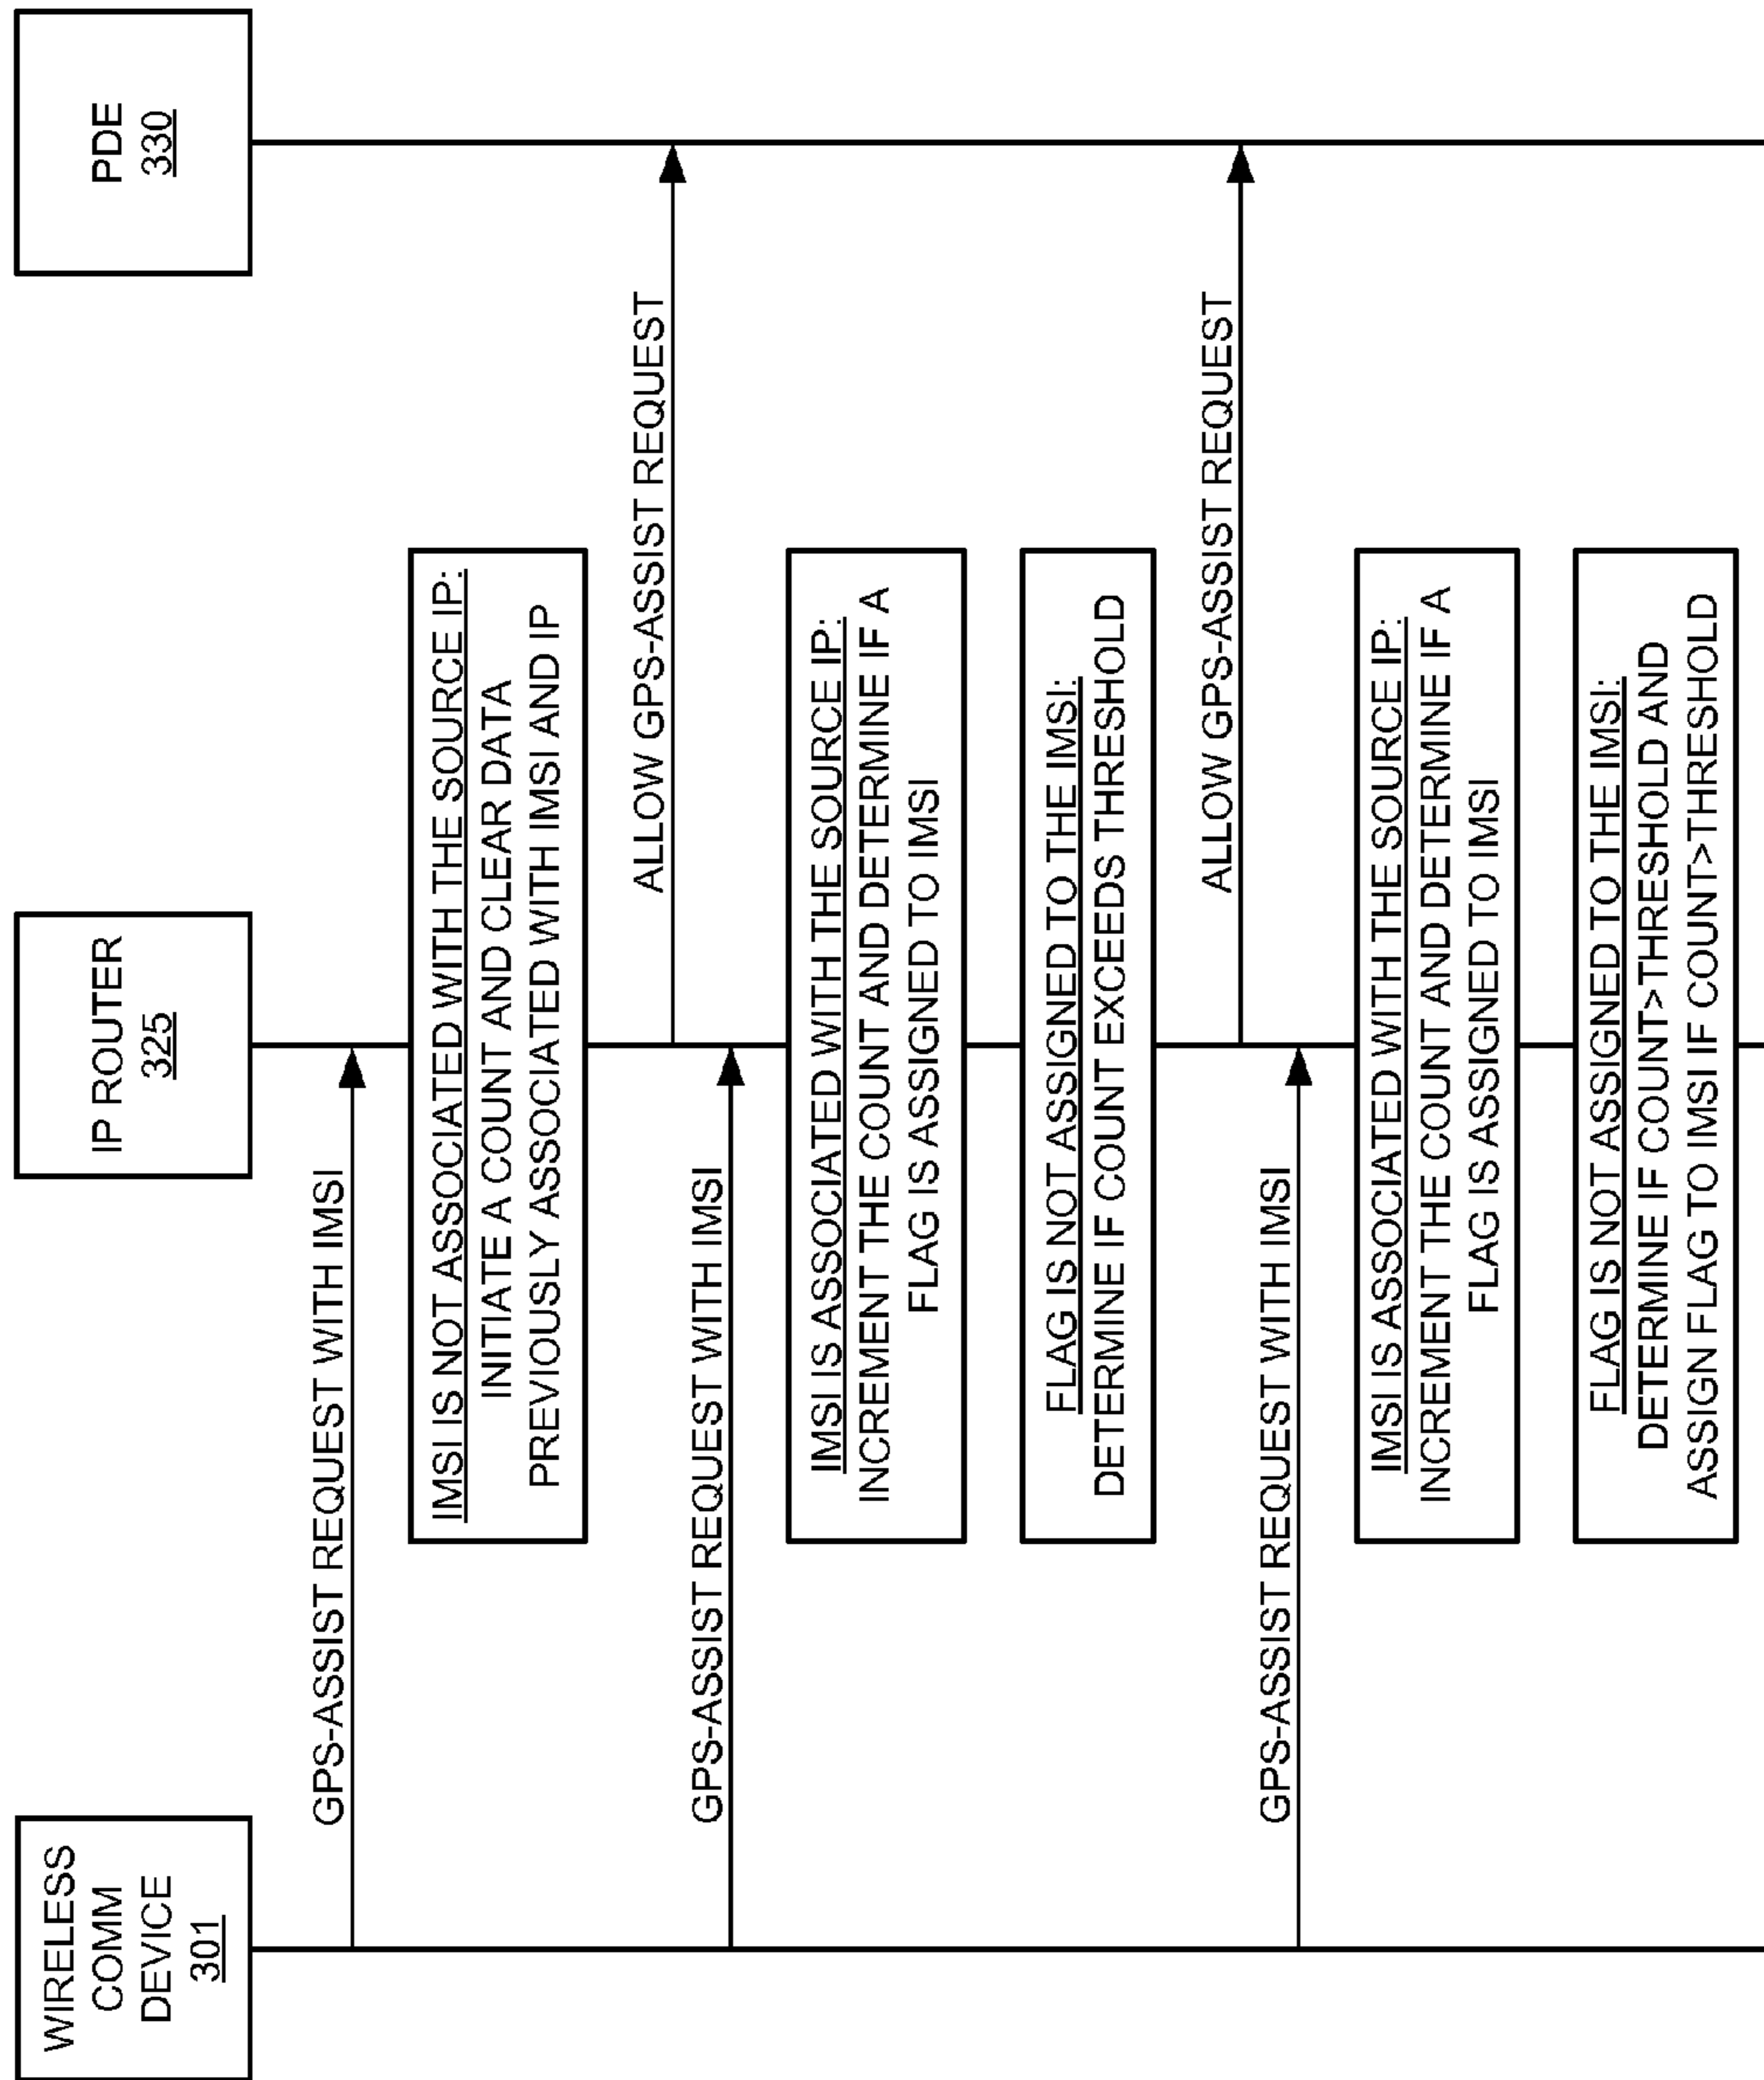 WIRELESS
COMM
DEVICE
301
IP ROUTER
325
PDE
330
GPS-ASSIST REQUEST WITH IMSI
IMSI IS NOT ASSOCIATED WITH THE SOURCE IP:
INITIATE A COUNT AND CLEAR DATA
PREVIOUSLY ASSOCIATED WITH IMSI AND IP
ALLOW GPS-ASSIST REQUEST
GPS-ASSIST REQUEST WITH IMSI
IMSI IS ASSOCIATED WITH THE SOURCE IP:
INCREMENT THE COUNT AND DETERMINE IF A
FLAG IS ASSIGNED TO IMSI
FLAG IS NOT ASSIGNED TO THE IMSI:
DETERMINE IF COUNT EXCEEDS THRESHOLD
ALLOW GPS-ASSIST REQUEST
GPS-ASSIST REQUEST WITH IMSI
IMSI IS ASSOCIATED WITH THE SOURCE IP:
INCREMENT THE COUNT AND DETERMINE IF A
FLAG IS ASSIGNED TO IMSI
FLAG IS NOT ASSIGNED TO THE IMSI:
DETERMINE IF COUNT>THRESHOLD AND
ASSIGN FLAG TO IMSI IF COUNT>THRESHOLD